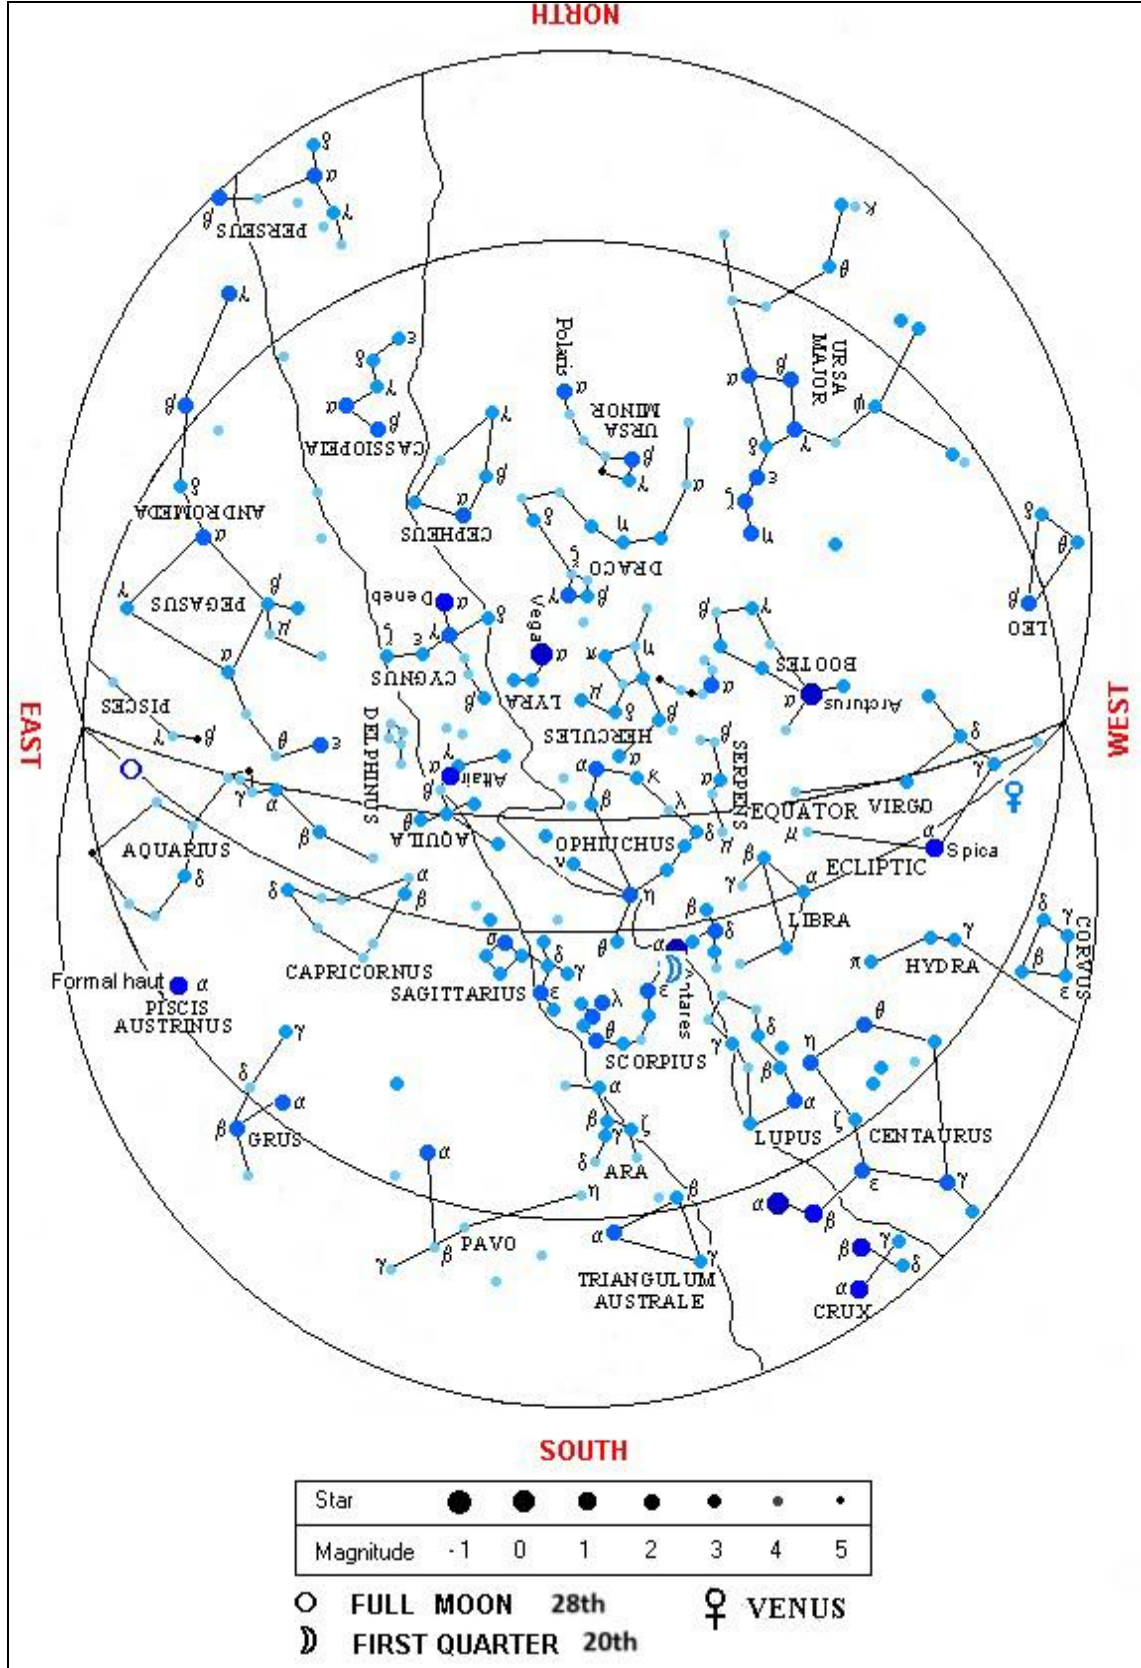 NORTH
δ
α
β
γ
PERSEUS
κ
θ
γ
URSA
MAJOR
Polaris
α
ε
δ
γ
α
β
CASSIOPEIA
URSA
MINOR
β
γ
α
β
γ
ψ
δ
ε
ζ
η
β
δ
ANDROMEDA
α
γ
β
α
CEPHEUS
α
η
δ
DRACO
ζ
γ
β
δ
θ
β
LEO
γ
PEGASUS
β
μ
α
Deneb
α
γ
δ
ε
ζ
CYGNUS
β
Vega
α
LYRA
π
η
μ
δ
β
HERCULES
α
α
β
γ
BOOTES
α
Arcturus
EAST
WEST
PISCES
γ
β
θ
ε
DELPHINUS
γ
α
Altair
β
θ
AQUILA
α
κ
β
λ
δ
OPHIUCHUS
ν
η
θ
β
α
SERPENS
μ
EQUATOR
VIRGO
δ
γ
μ
α
Spica
ECLIPTIC
γ
α
β
AQUARIUS
δ
α
β
δ
CAPRICORNUS
β
γ
α
LIBRA
β
δ
α
Antares
σ
δ
γ
ε
SAGITTARIUS
λ
ε
θ
SCORPIUS
π
γ
HYDRA
δ
γ
β
ε
CORVUS
Formal haut
α
PISCIS
AUSTRINUS
γ
δ
α
β
GRUS
γ
δ
β
α
LUPUS
θ
η
ζ
CENTAURUS
ε
γ
α
β
α
β
γ
ζ
δ
ARA
α
η
β
γ
PAVO
β
α
γ
TRIANGULUM
AUSTRALE
β
γ
δ
α
CRUX
SOUTH
Star
Magnitude -1 0 1 2 3 4 5
FULL MOON 28th
♀ VENUS
FIRST QUARTER 20th